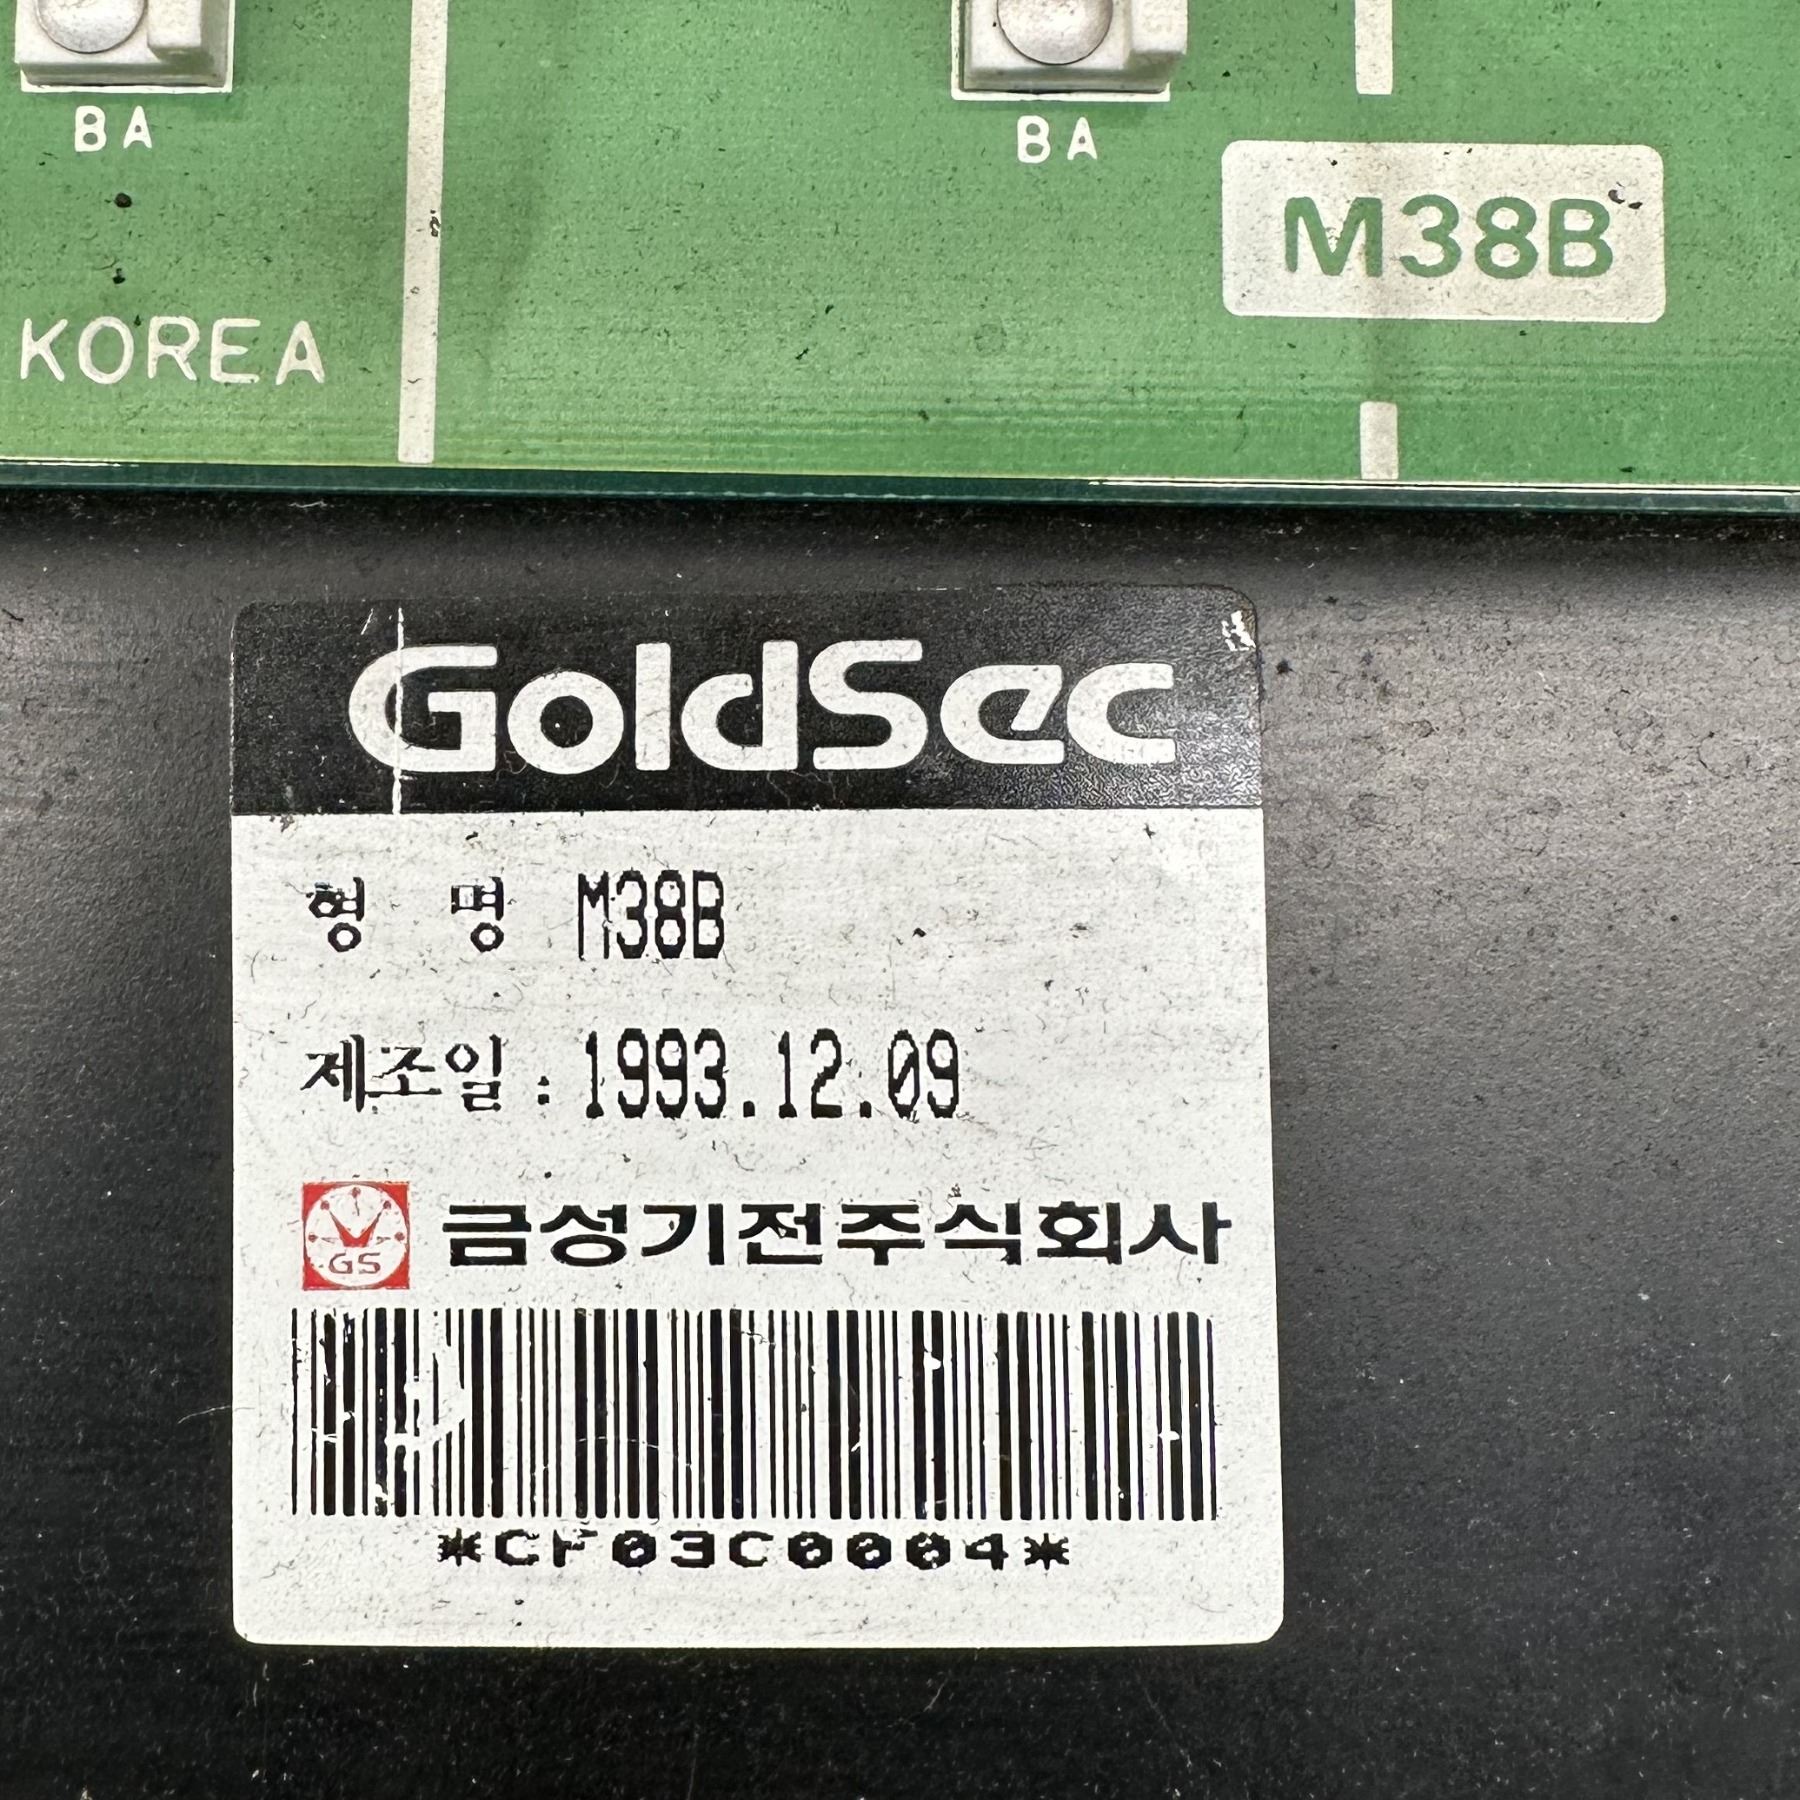 BA
BA
M38B
KOREA
GoldSec
형 명 M38B
제조일 : 1993.12.09
GS 금성기전주식회사
*CF03C0004*